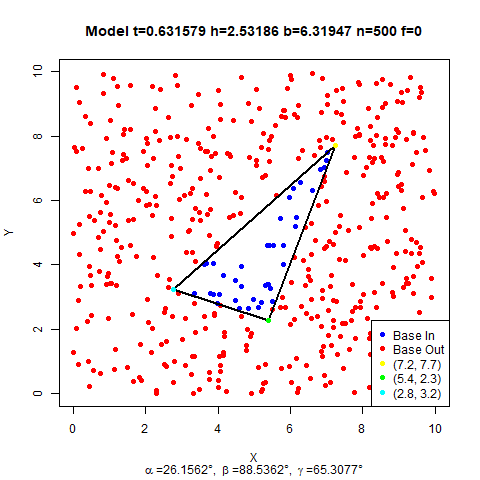 Model t=0.631579 h=2.53186 b=6.31947 n=500 f=0
Y
10
8
6
4
2
0
Base In
Base Out
(7.2, 7.7)
(5.4, 2.3)
(2.8, 3.2)
0 2 4 6 8 10
X
α=26.1562°, β=88.5362°, γ=65.3077°